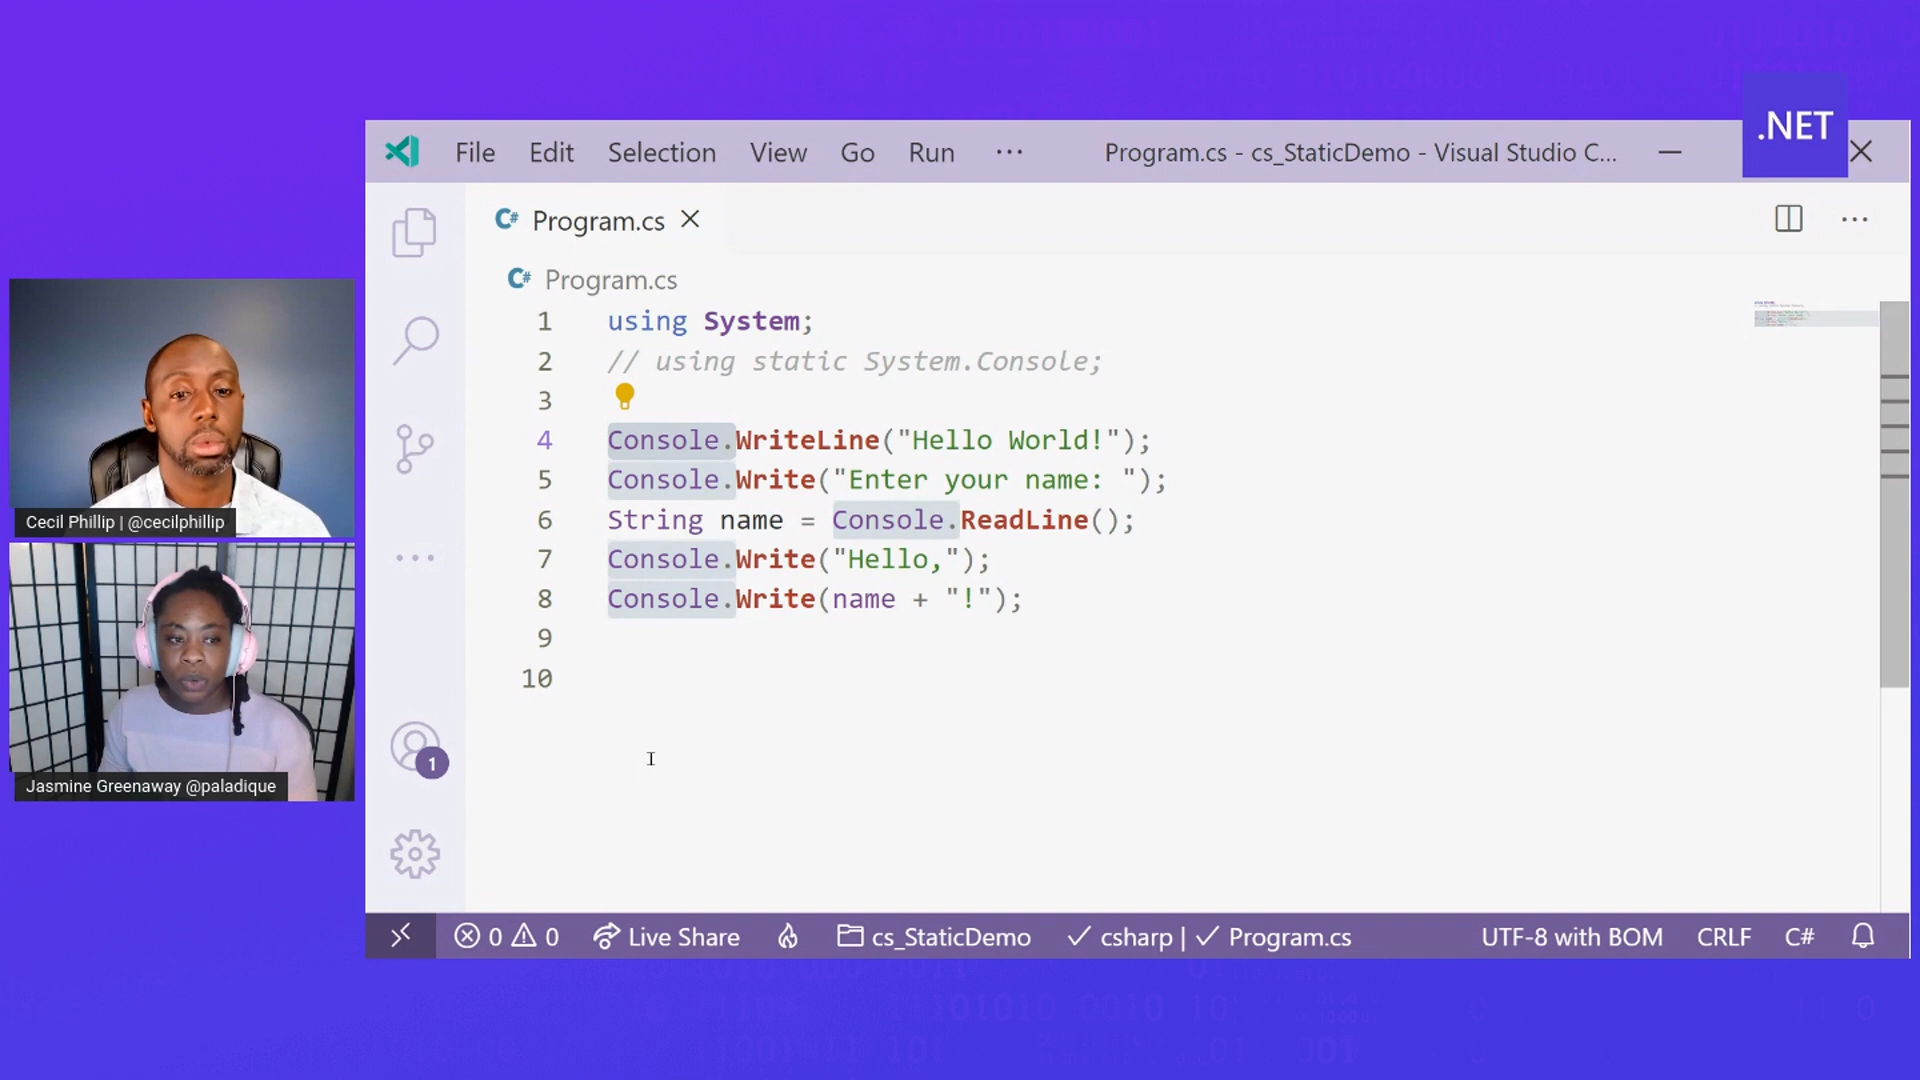 .NET
File Edit Selection View Go Run ··· Program.cs - cs_StaticDemo - Visual Studio C...
C# Program.cs
C# Program.cs
1 using System;
2 // using static System.Console;
3
4 Console.WriteLine("Hello World!");
5 Console.Write("Enter your name: ");
6 String name = Console.ReadLine();
7 Console.Write("Hello,");
8 Console.Write(name + "!");
9
10
1
Cecil Phillip | @cecilphillip
Jasmine Greenaway @paladique
0 0 Live Share cs_StaticDemo csharp | Program.cs UTF-8 with BOM CRLF C#